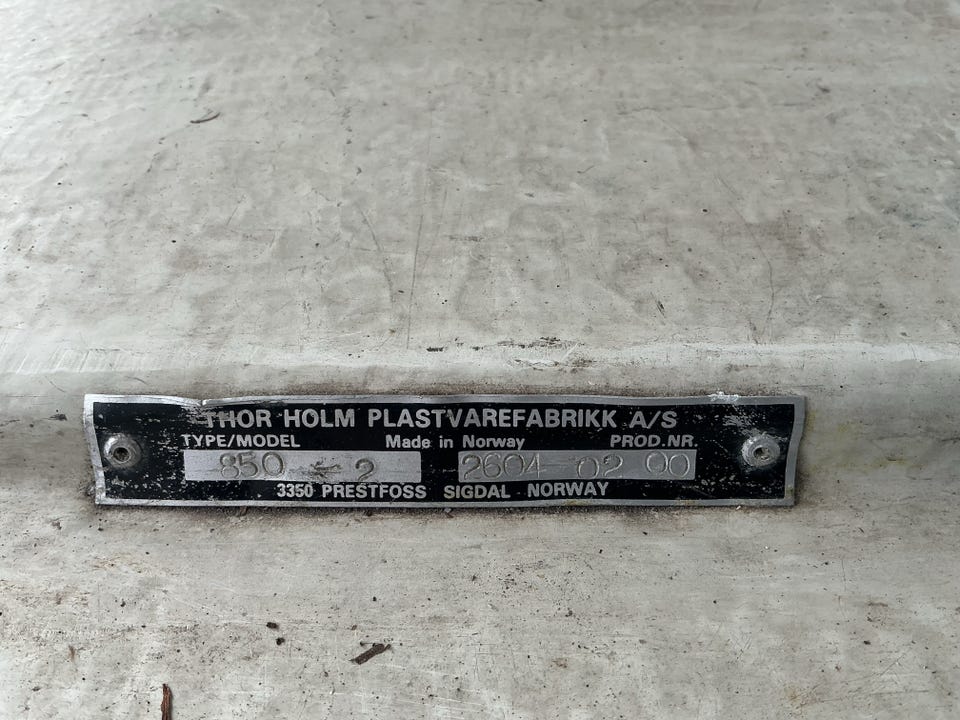 THOR HOLM PLASTVAREFABRIKK A/S
TYPE/MODEL Made in Norway PROD.NR.
850 - 2 2604 02 00
3350 PRESTFOSS SIGDAL NORWAY